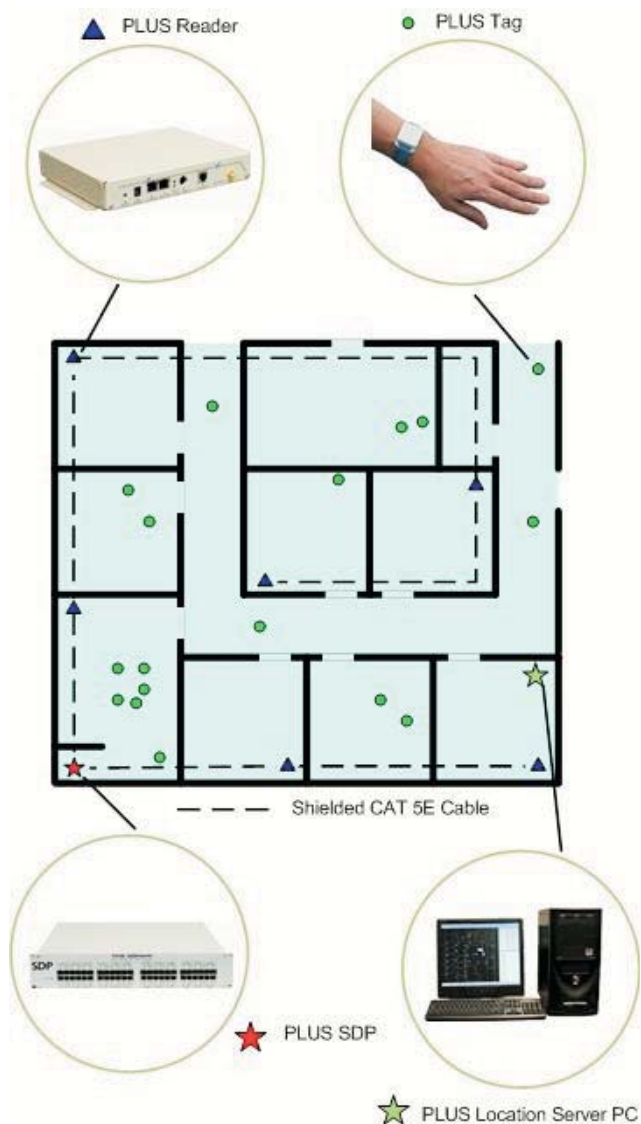 PLUS Reader
PLUS Tag
Shielded CAT 5E Cable
SDP
PLUS SDP
PLUS Location Server PC